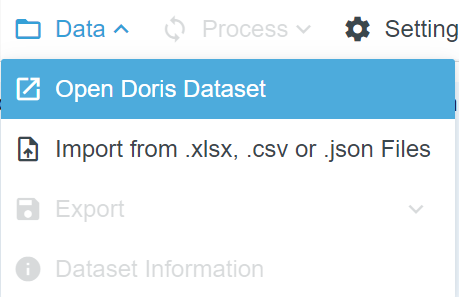 Data Process Setting
Open Doris Dataset
Import from .xlsx, .csv or .json Files
Export
Dataset Information